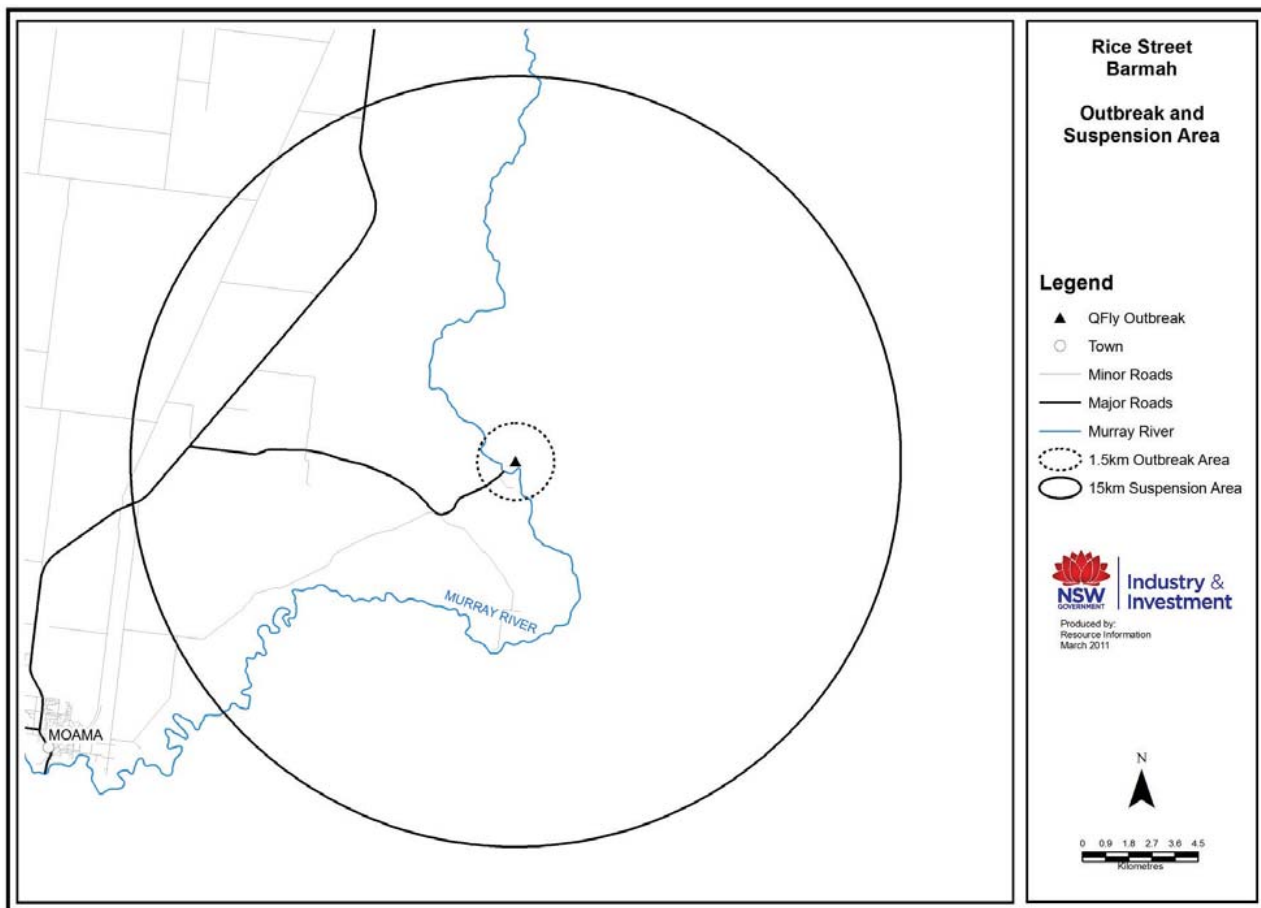 Rice Street
Barmah
Outbreak and
Suspension Area
Legend
QFly Outbreak
Town
Minor Roads
Major Roads
Murray River
1.5km Outbreak Area
15km Suspension Area
NSW
GOVERNMENT
Industry &
Investment
Produced by:
Resource Information
March 2011
N
0 0.9 1.8 2.7 3.6 4.5
Kilometres
MURRAY RIVER
MOAMA